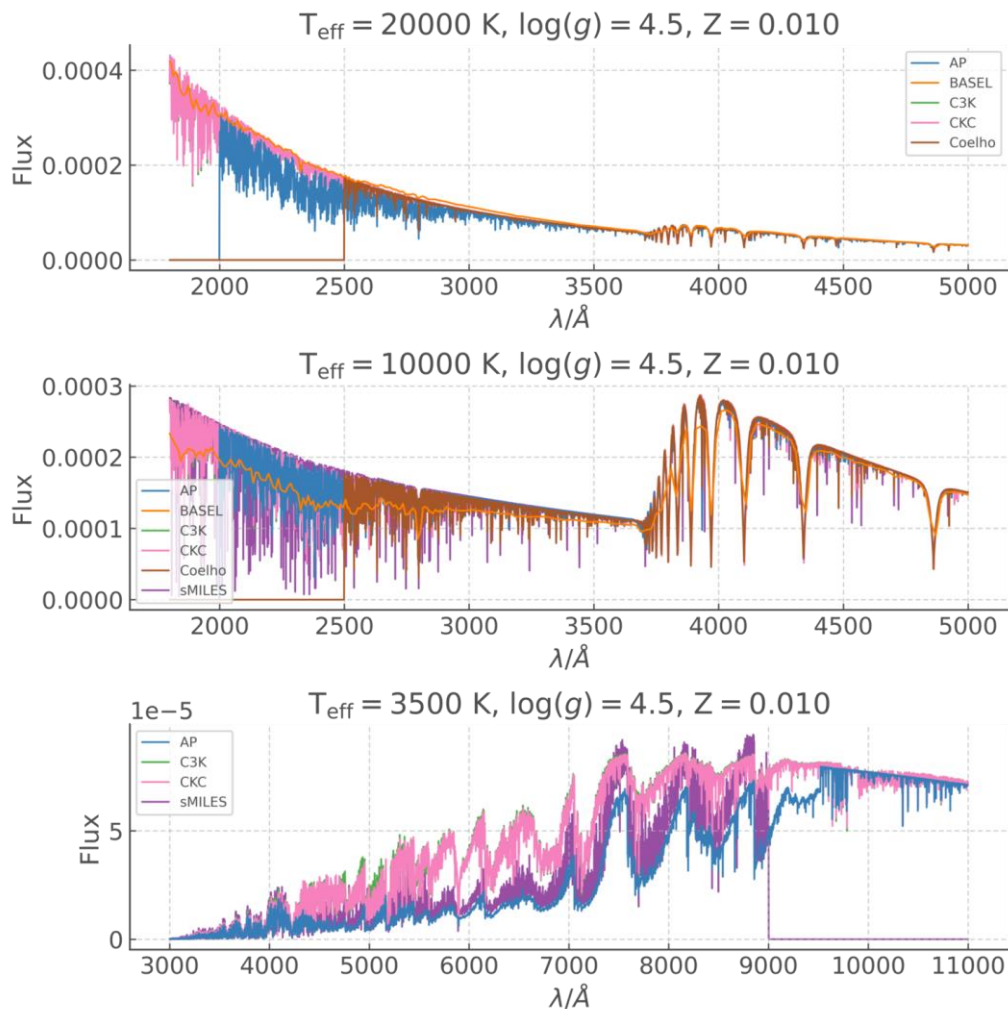 T_eff = 20000 K, log(g) = 4.5, Z = 0.010
0.0004
0.0002
0.0000
Flux
AP
BASEL
C3K
CKC
Coelho
2000 2500 3000 3500 4000 4500 5000
λ/Å
T_eff = 10000 K, log(g) = 4.5, Z = 0.010
0.0003
0.0002
0.0001
0.0000
Flux
AP
BASEL
C3K
CKC
Coelho
sMILES
2000 2500 3000 3500 4000 4500 5000
λ/Å
T_eff = 3500 K, log(g) = 4.5, Z = 0.010
1e−5
5
0
Flux
AP
C3K
CKC
sMILES
3000 4000 5000 6000 7000 8000 9000 10000 11000
λ/Å